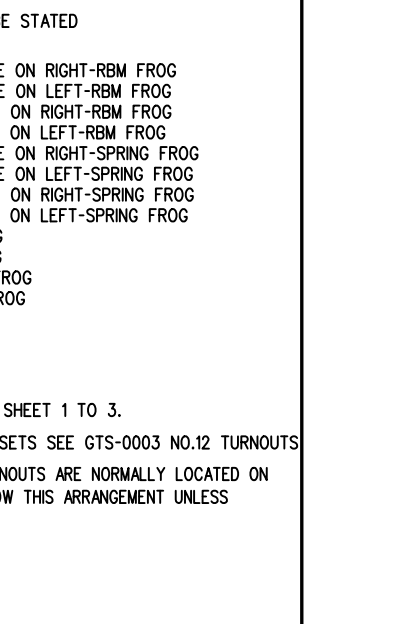 E STATED
E ON RIGHT-RBM FROG
E ON LEFT-RBM FROG
ON RIGHT-RBM FROG
ON LEFT-RBM FROG
E ON RIGHT-SPRING FROG
E ON LEFT-SPRING FROG
ON RIGHT-SPRING FROG
ON LEFT-SPRING FROG
G
G
FROG
ROG
SHEET 1 TO 3.
SETS SEE GTS-0003 NO.12 TURNOUTS
NOUTS ARE NORMALLY LOCATED ON
OW THIS ARRANGEMENT UNLESS